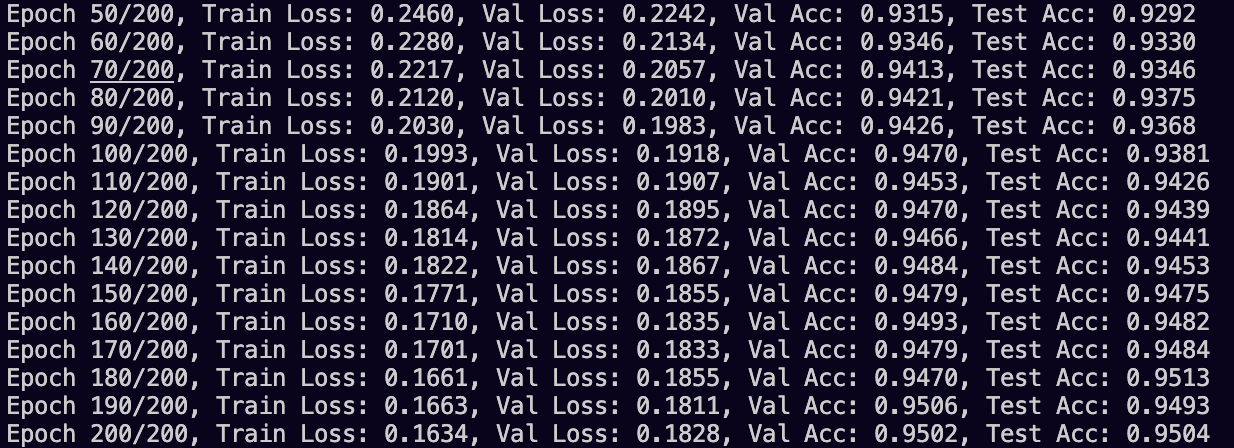 Epoch 50/200, Train Loss: 0.2460, Val Loss: 0.2242, Val Acc: 0.9315, Test Acc: 0.9292
Epoch 60/200, Train Loss: 0.2280, Val Loss: 0.2134, Val Acc: 0.9346, Test Acc: 0.9330
Epoch 70/200, Train Loss: 0.2217, Val Loss: 0.2057, Val Acc: 0.9413, Test Acc: 0.9346
Epoch 80/200, Train Loss: 0.2120, Val Loss: 0.2010, Val Acc: 0.9421, Test Acc: 0.9375
Epoch 90/200, Train Loss: 0.2030, Val Loss: 0.1983, Val Acc: 0.9426, Test Acc: 0.9368
Epoch 100/200, Train Loss: 0.1993, Val Loss: 0.1918, Val Acc: 0.9470, Test Acc: 0.9381
Epoch 110/200, Train Loss: 0.1901, Val Loss: 0.1907, Val Acc: 0.9453, Test Acc: 0.9426
Epoch 120/200, Train Loss: 0.1864, Val Loss: 0.1895, Val Acc: 0.9470, Test Acc: 0.9439
Epoch 130/200, Train Loss: 0.1814, Val Loss: 0.1872, Val Acc: 0.9466, Test Acc: 0.9441
Epoch 140/200, Train Loss: 0.1822, Val Loss: 0.1867, Val Acc: 0.9484, Test Acc: 0.9453
Epoch 150/200, Train Loss: 0.1771, Val Loss: 0.1855, Val Acc: 0.9479, Test Acc: 0.9475
Epoch 160/200, Train Loss: 0.1710, Val Loss: 0.1835, Val Acc: 0.9493, Test Acc: 0.9482
Epoch 170/200, Train Loss: 0.1701, Val Loss: 0.1833, Val Acc: 0.9479, Test Acc: 0.9484
Epoch 180/200, Train Loss: 0.1661, Val Loss: 0.1855, Val Acc: 0.9470, Test Acc: 0.9513
Epoch 190/200, Train Loss: 0.1663, Val Loss: 0.1811, Val Acc: 0.9506, Test Acc: 0.9493
Epoch 200/200, Train Loss: 0.1634, Val Loss: 0.1828, Val Acc: 0.9502, Test Acc: 0.9504